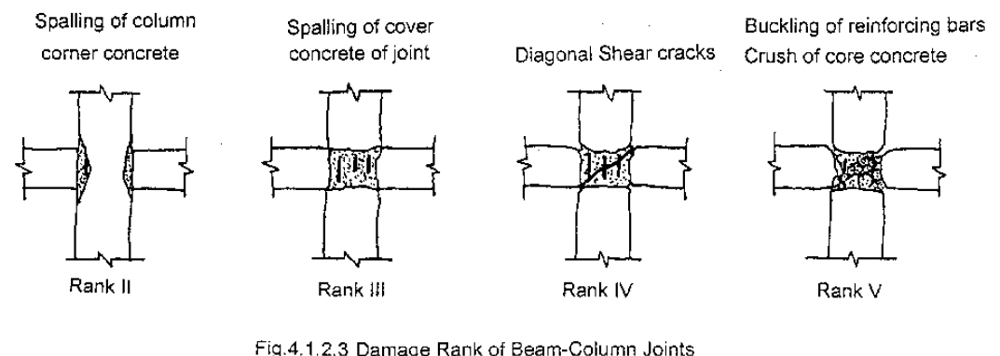 Spalling of column
corner concrete
Spalling of cover
concrete of joint
Diagonal Shear cracks
Buckling of reinforcing bars
Crush of core concrete
Rank II
Rank III
Rank IV
Rank V
Fig.4.1.2.3 Damage Rank of Beam-Column Joints